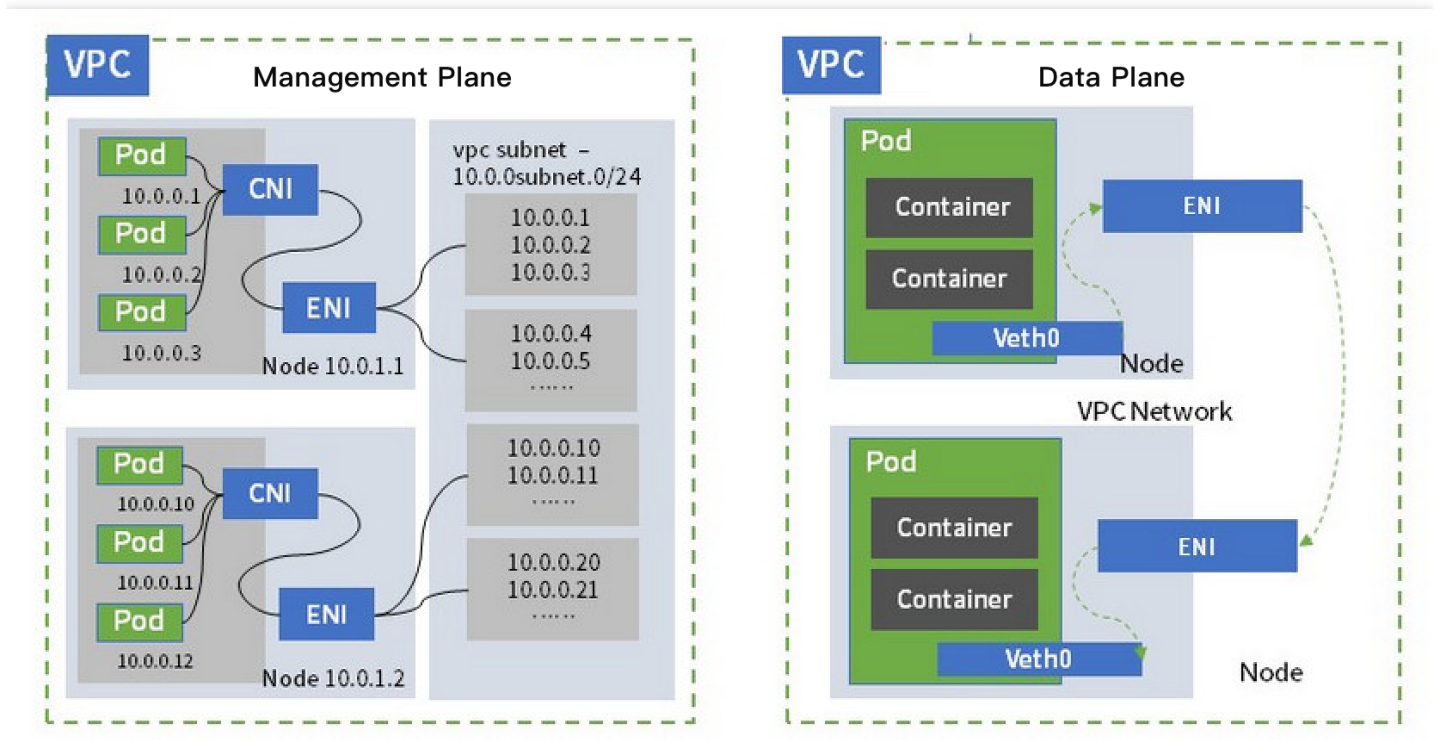 VPC
Management Plane
Pod
10.0.0.1
Pod
10.0.0.2
Pod
10.0.0.3
CNI
ENI
Node 10.0.1.1
Pod
10.0.0.10
Pod
10.0.0.11
Pod
10.0.0.12
CNI
ENI
Node 10.0.1.2
vpc subnet –
10.0.0subnet.0/24
10.0.0.1
10.0.0.2
10.0.0.3
10.0.0.4
10.0.0.5
......
10.0.0.10
10.0.0.11
......
10.0.0.20
10.0.0.21
......
VPC
Data Plane
Pod
Container
Container
Veth0
ENI
Node
VPC Network
Pod
Container
Container
Veth0
ENI
Node